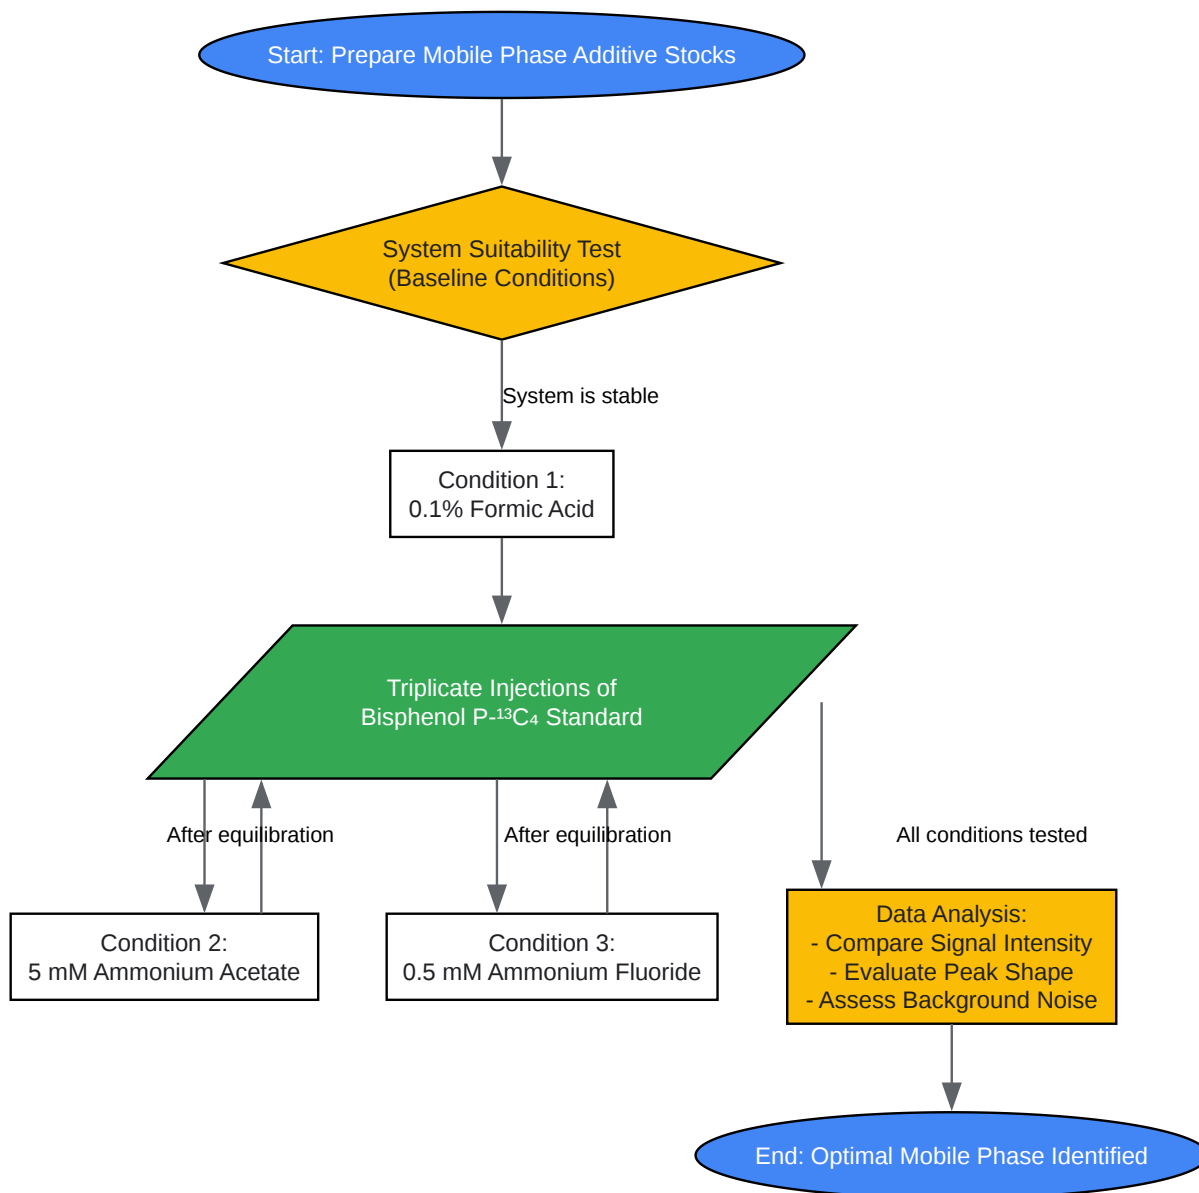 Start: Prepare Mobile Phase Additive Stocks
System Suitability Test
(Baseline Conditions)
System is stable
Condition 1:
0.1% Formic Acid
Triplicate Injections of
Bisphenol P-¹³C₄ Standard
After equilibration
After equilibration
All conditions tested
Condition 2:
5 mM Ammonium Acetate
Condition 3:
0.5 mM Ammonium Fluoride
Data Analysis:
- Compare Signal Intensity
- Evaluate Peak Shape
- Assess Background Noise
End: Optimal Mobile Phase Identified